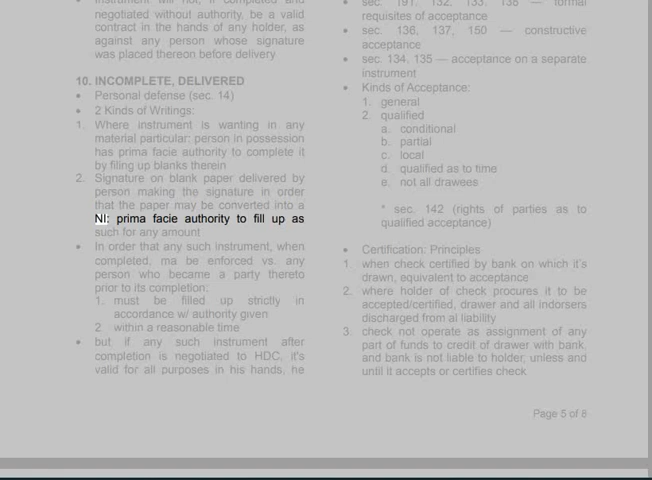 instrument will not, if completed and
negotiated without authority, be a valid
contract in the hands of any holder, as
against any person whose signature
was placed thereon before delivery
10. INCOMPLETE, DELIVERED
• Personal defense (sec. 14)
• 2 Kinds of Writings:
1. Where instrument is wanting in any
material particular: person in possession
has prima facie authority to complete it
by filing up blanks therein
2. Signature on blank paper delivered by
person making the signature in order
that the paper may be converted into a
NI: prima facie authority to fill up as
such for any amount
• In order that any such instrument, when
completed, ma be enforced vs. any
person who became a party thereto
prior to its completion:
1. must be filled up strictly in
accordance w/ authority given
2. within a reasonable time
• but if any such instrument after
completion is negotiated to HDC, it's
valid for all purposes in his hands, he
• sec. 191, 132, 133, 138 — formal
requisites of acceptance
• sec. 136, 137, 150 — constructive
acceptance
• sec. 134, 135 — acceptance on a separate
instrument
• Kinds of Acceptance:
1. general
2. qualified
a. conditional
b. partial
c. local
d. qualified as to time
e. not all drawees
* sec. 142 (rights of parties as to
qualified acceptance)
• Certification: Principles
1. when check certified by bank on which it's
drawn, equivalent to acceptance
2. where holder of check procures it to be
accepted/certified, drawer and all indorsers
discharged from al liability
3. check not operate as assignment of any
part of funds to credit of drawer with bank,
and bank is not liable to holder, unless and
until it accepts or certifies check
Page 5 of 6